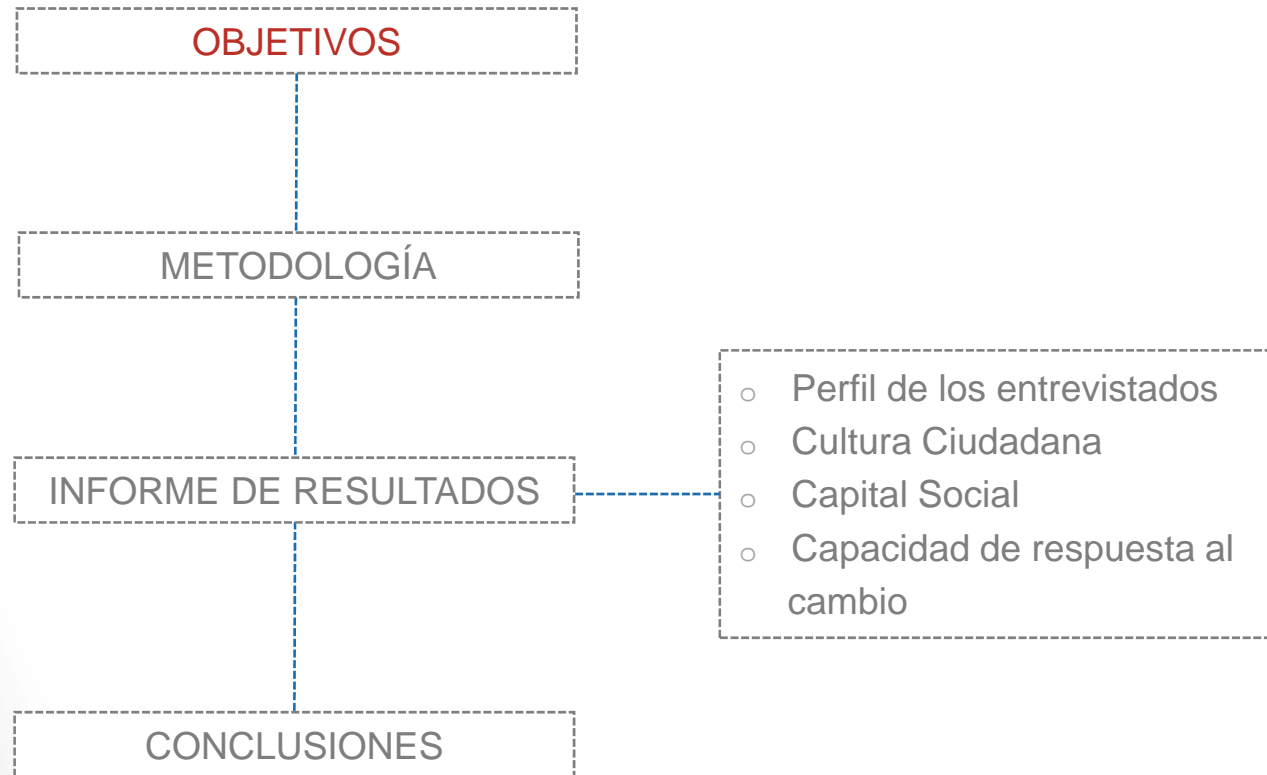 OBJETIVOS
METODOLOGÍA
INFORME DE RESULTADOS
o Perfil de los entrevistados
o Cultura Ciudadana
o Capital Social
o Capacidad de respuesta al
cambio
CONCLUSIONES